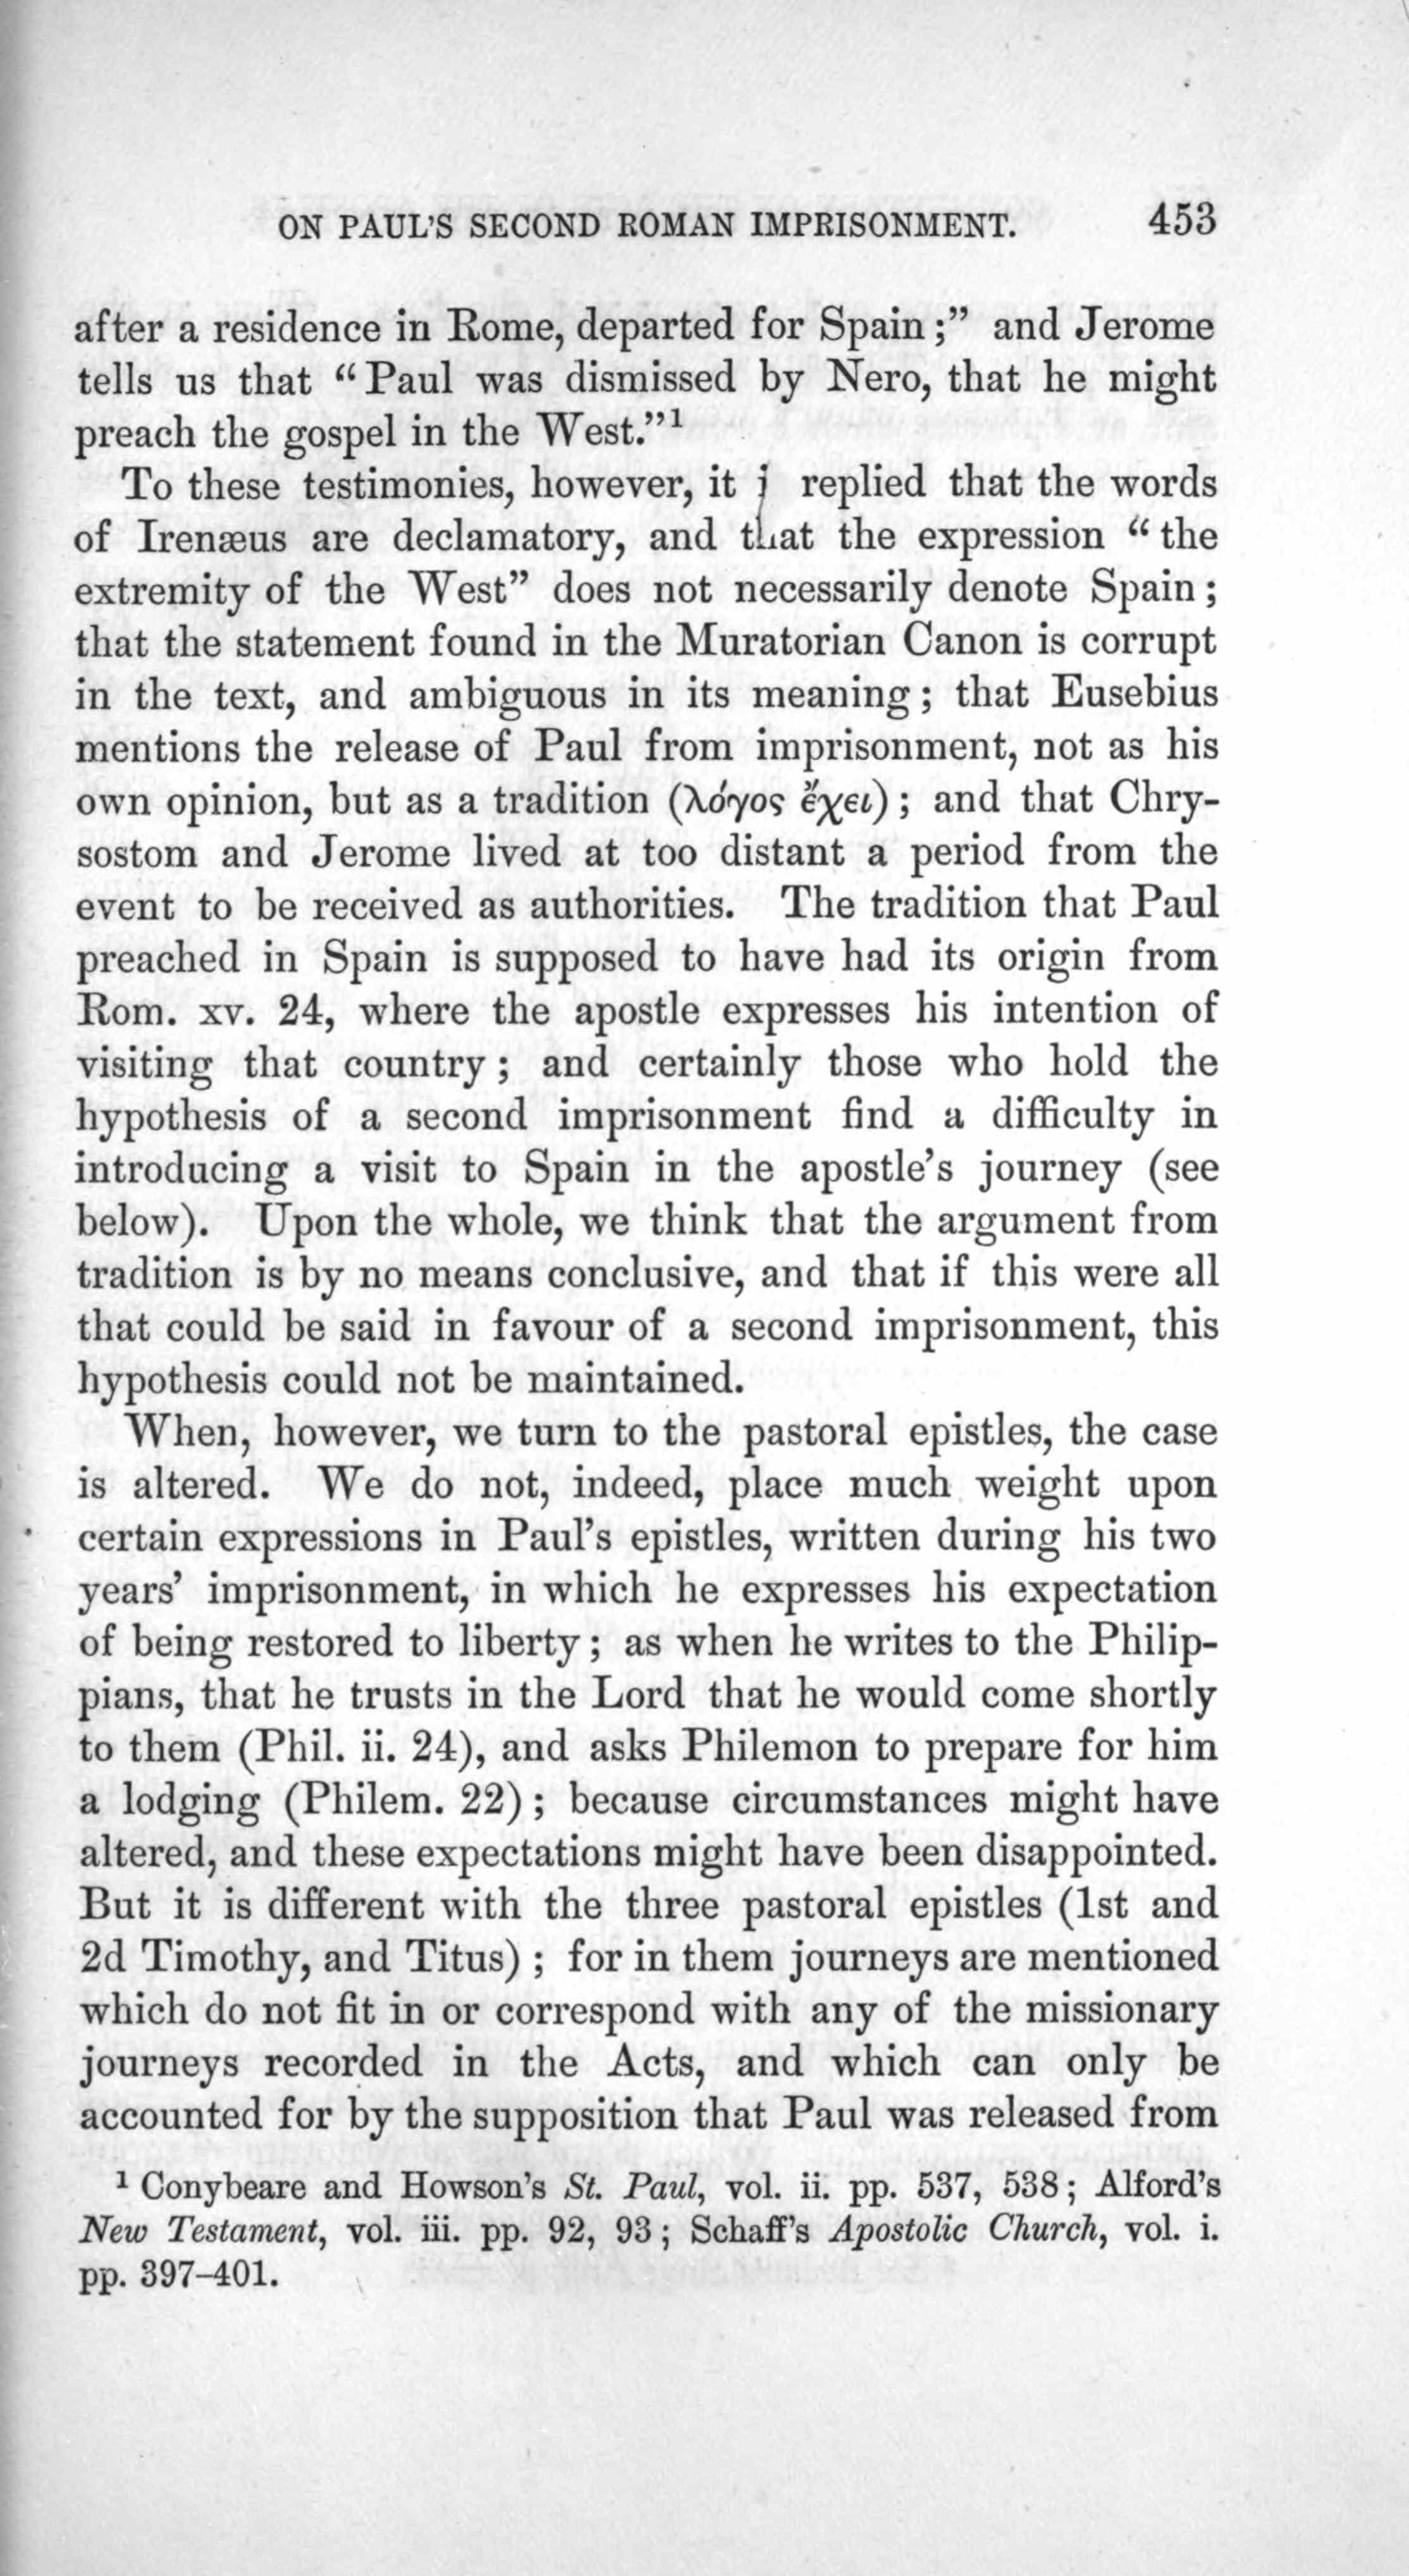 ON PAUL'S SECOND ROMAN IMPRISONMENT. 453
after a residence in Rome, departed for Spain;” and Jerome
tells us that “Paul was dismissed by Nero, that he might
preach the gospel in the West.”¹
To these testimonies, however, it replied that the words
of Irenæus are declamatory, and that the expression “the
extremity of the West” does not necessarily denote Spain;
that the statement found in the Muratorian Canon is corrupt
in the text, and ambiguous in its meaning; that Eusebius
mentions the release of Paul from imprisonment, not as his
own opinion, but as a tradition (λόγος ἔχει); and that Chry-
sostom and Jerome lived at too distant a period from the
event to be received as authorities. The tradition that Paul
preached in Spain is supposed to have had its origin from
Rom. xv. 24, where the apostle expresses his intention of
visiting that country; and certainly those who hold the
hypothesis of a second imprisonment find a difficulty in
introducing a visit to Spain in the apostle's journey (see
below). Upon the whole, we think that the argument from
tradition is by no means conclusive, and that if this were all
that could be said in favour of a second imprisonment, this
hypothesis could not be maintained.
When, however, we turn to the pastoral epistles, the case
is altered. We do not, indeed, place much weight upon
certain expressions in Paul's epistles, written during his two
years' imprisonment, in which he expresses his expectation
of being restored to liberty; as when he writes to the Philip-
pians, that he trusts in the Lord that he would come shortly
to them (Phil. ii. 24), and asks Philemon to prepare for him
a lodging (Philem. 22); because circumstances might have
altered, and these expectations might have been disappointed.
But it is different with the three pastoral epistles (1st and
2d Timothy, and Titus); for in them journeys are mentioned
which do not fit in or correspond with any of the missionary
journeys recorded in the Acts, and which can only be
accounted for by the supposition that Paul was released from
¹ Conybeare and Howson's St. Paul, vol. ii. pp. 537, 538; Alford's
New Testament, vol. iii. pp. 92, 93; Schaff's Apostolic Church, vol. i.
pp. 397–401.